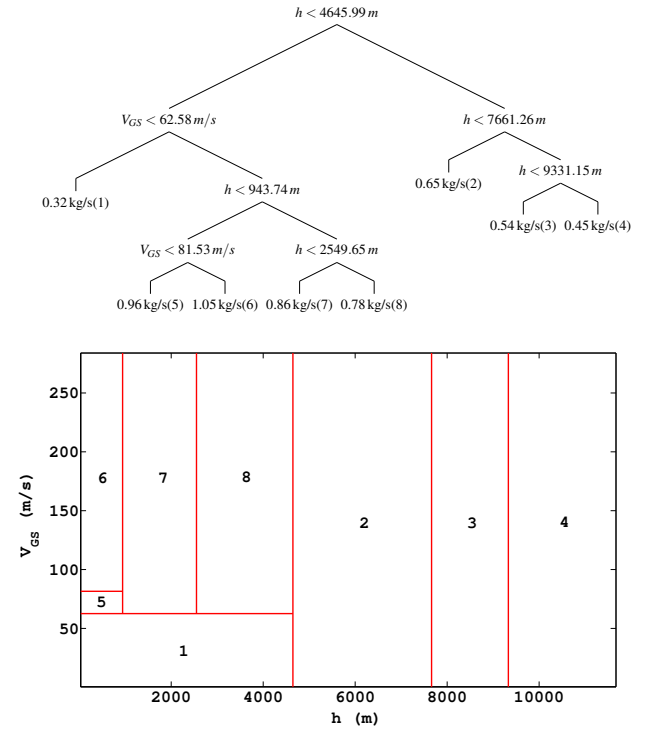 h < 4645.99 m
V_GS < 62.58 m/s
h < 7661.26 m
0.32 kg/s(1)
h < 943.74 m
0.65 kg/s(2)
h < 9331.15 m
0.54 kg/s(3)
0.45 kg/s(4)
V_GS < 81.53 m/s
h < 2549.65 m
0.96 kg/s(5)
1.05 kg/s(6)
0.86 kg/s(7)
0.78 kg/s(8)
250
200
150
100
50
V_GS (m/s)
6
7
8
2
3
4
5
1
2000
4000
6000
8000
10000
h (m)